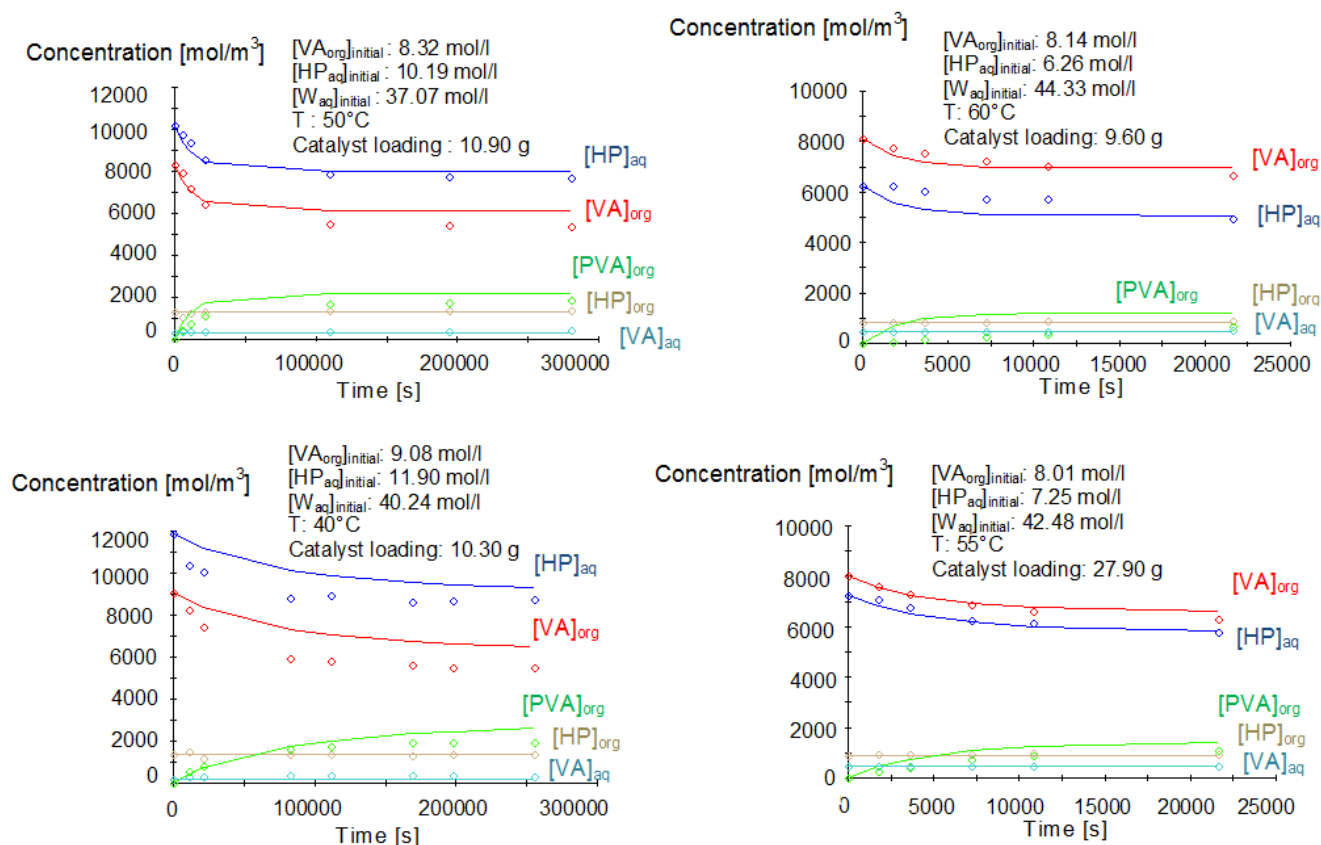 Concentration [mol/m³]
[VAorg]initial: 8.32 mol/l
[HPaq]initial : 10.19 mol/l
[Waq]initial : 37.07 mol/l
T : 50°C
Catalyst loading : 10.90 g
12000
10000
8000
6000
4000
2000
0
[HP]aq
[VA]org
[PVA]org
[HP]org
[VA]aq
0 100000 200000 300000
Time [s]
Concentration [mol/m³]
[VAorg]initial: 8.14 mol/l
[HPaq]initial: 6.26 mol/l
[Waq]initial: 44.33 mol/l
T: 60°C
Catalyst loading: 9.60 g
10000
8000
6000
4000
2000
0
[VA]org
[HP]aq
[PVA]org
[HP]org
[VA]aq
0 5000 10000 15000 20000 25000
Time [s]
Concentration [mol/m³]
[VAorg]initial: 9.08 mol/l
[HPaq]initial: 11.90 mol/l
[Waq]initial: 40.24 mol/l
T: 40°C
Catalyst loading: 10.30 g
12000
10000
8000
6000
4000
2000
0
[HP]aq
[VA]org
[PVA]org
[HP]org
[VA]aq
0 100000 200000 300000
Time [s]
Concentration [mol/m³]
[VAorg]initial: 8.01 mol/l
[HPaq]initial: 7.25 mol/l
[Waq]initial: 42.48 mol/l
T: 55°C
Catalyst loading: 27.90 g
10000
8000
6000
4000
2000
0
[VA]org
[HP]aq
[PVA]org
[HP]org
[VA]aq
0 5000 10000 15000 20000 25000
Time [s]